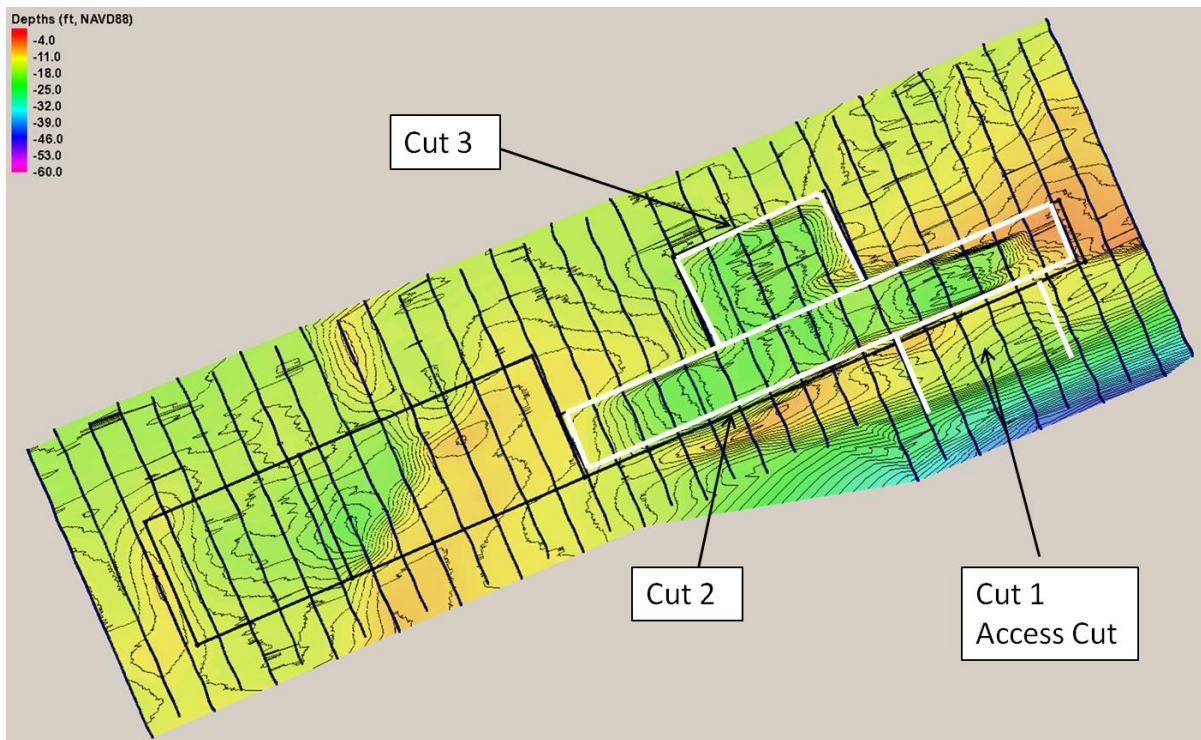 Depths (ft, NAVD88)
-4.0
-11.0
-18.0
-25.0
-32.0
-39.0
-46.0
-53.0
-60.0
Cut 3
Cut 2
Cut 1
Access Cut